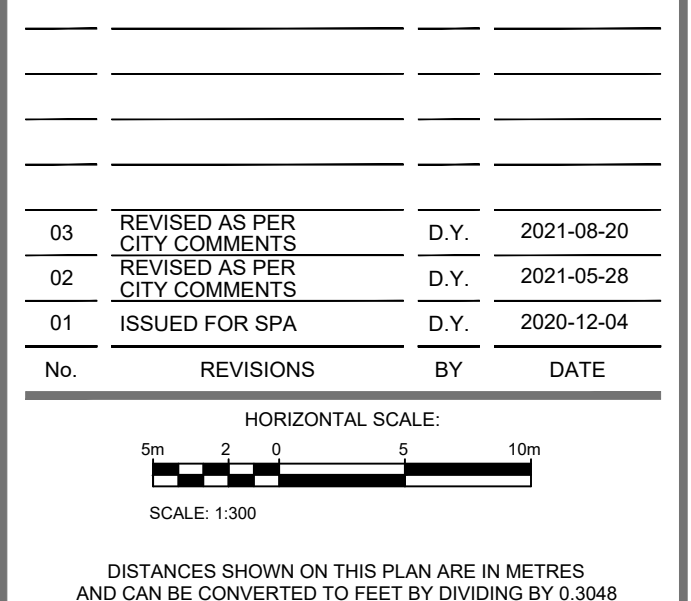 03 REVISED AS PER CITY COMMENTS D.Y. 2021-08-20
02 REVISED AS PER CITY COMMENTS D.Y. 2021-05-28
01 ISSUED FOR SPA D.Y. 2020-12-04
No. REVISIONS BY DATE
HORIZONTAL SCALE:
5m 2 0 5 10m
SCALE: 1:300
DISTANCES SHOWN ON THIS PLAN ARE IN METRES
AND CAN BE CONVERTED TO FEET BY DIVIDING BY 0.3048